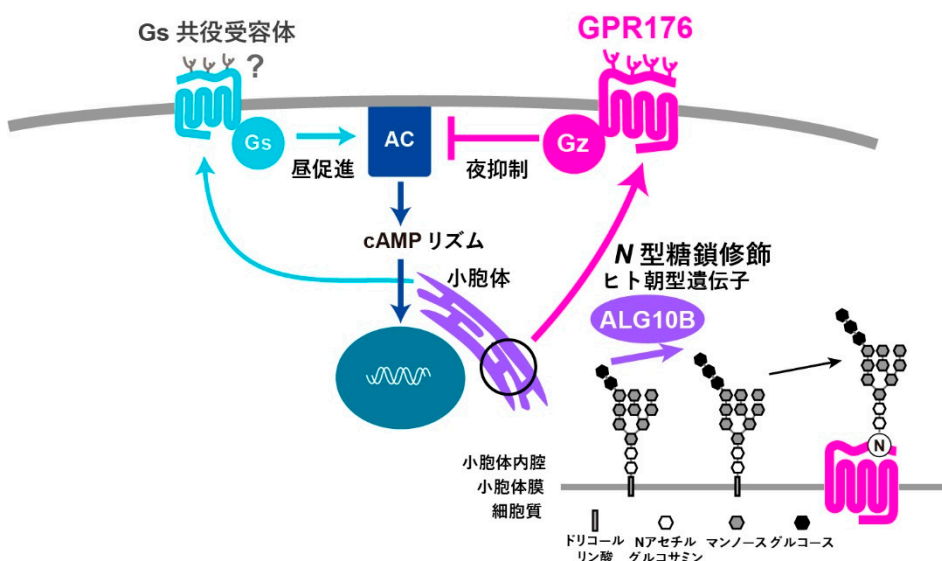 Gs 共役受容体
?
GPR176
Gs
AC
Gz
昼促進
夜抑制
cAMP リズム
小胞体
N 型糖鎖修飾
ヒト朝型遺伝子
ALG10B
N
小胞体内腔
小胞体膜
細胞質
ドリコール
リン酸
Nアセチル
グルコサミン
マンノース
グルコース